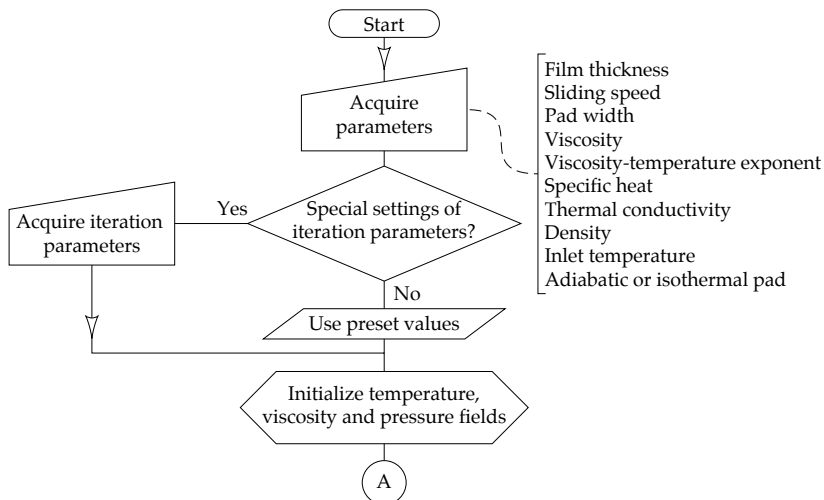 Start
Acquire
parameters
Film thickness
Sliding speed
Pad width
Viscosity
Viscosity-temperature exponent
Specific heat
Thermal conductivity
Density
Inlet temperature
Adiabatic or isothermal pad
Special settings of
iteration parameters?
Yes
Acquire iteration
parameters
No
Use preset values
Initialize temperature,
viscosity and pressure fields
A